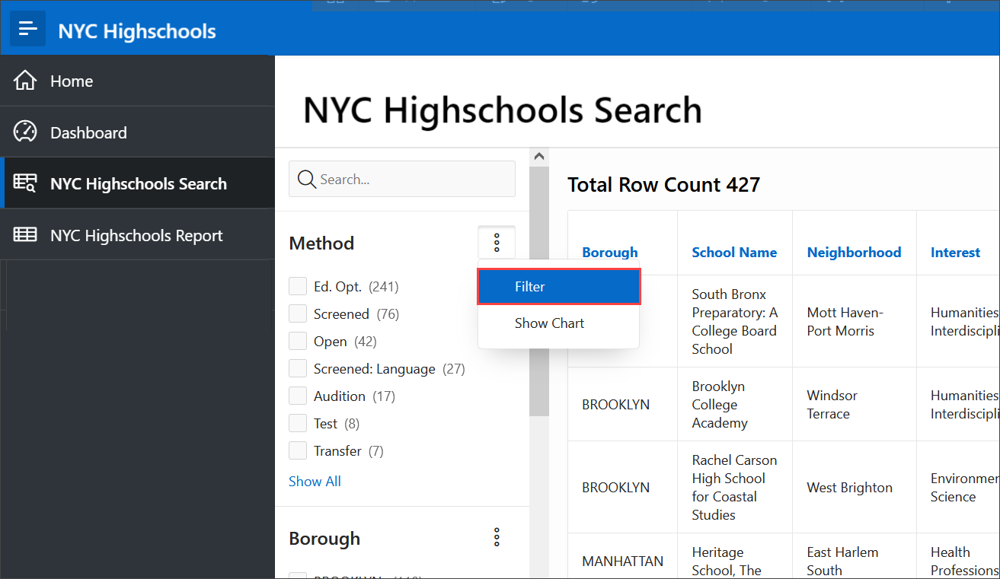 NYC Highschools
Home
Dashboard
NYC Highschools Search
NYC Highschools Report
NYC Highschools Search
Search...
Method
Filter
Show Chart
Ed. Opt. (241)
Screened (76)
Open (42)
Screened: Language (27)
Audition (17)
Test (8)
Transfer (7)
Show All
Borough
Total Row Count 427
Borough
School Name
Neighborhood
Interest
South Bronx
Preparatory: A
College Board
School
Mott Haven-
Port Morris
Humanities
Interdiscipli
BROOKLYN
Brooklyn
College
Academy
Windsor
Terrace
Humanities
Interdiscipli
BROOKLYN
Rachel Carson
High School
for Coastal
Studies
West Brighton
Environmen
Science
MANHATTAN
Heritage
School, The
East Harlem
South
Health
Professions